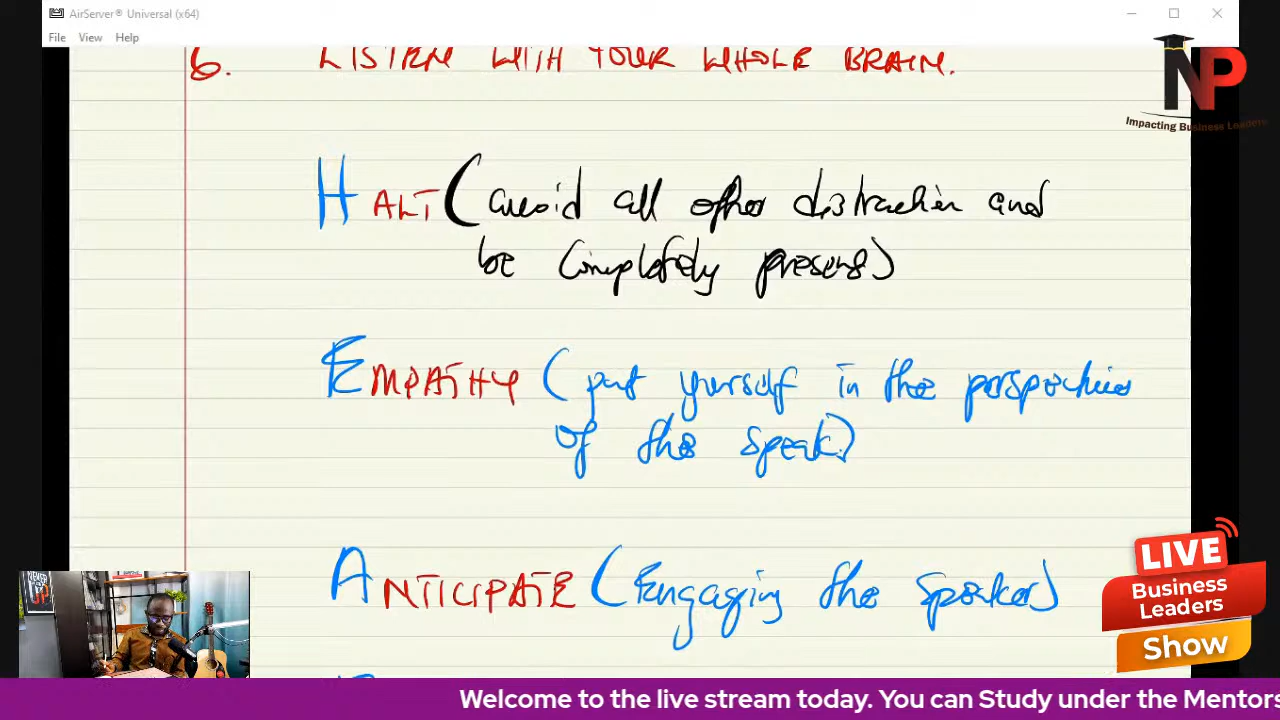 AirServer® Universal (x64)
File View Help
6. LISTEN WITH YOUR WHOLE BRAIN.
NP
Impacting Business Leaders
HALT (avoid all other distraction and
be completely present)
EMPATHY (put yourself in the perspective
of the speak)
ANTICIPATE (Engaging the speaker)
LIVE
Business
Leaders
Show
Welcome to the live stream today. You can Study under the Mentors